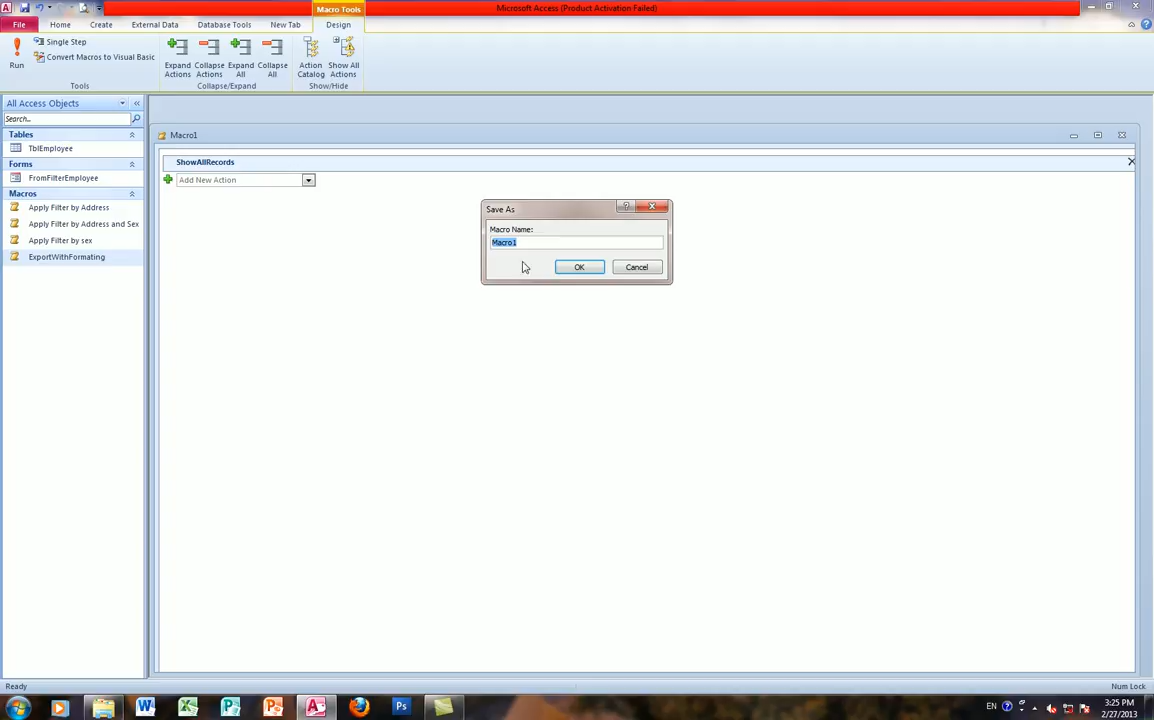 Microsoft Access (Product Activation Failed)
Macro Tools
File
Home
Create
External Data
Database Tools
New Tab
Design
Run
Single Step
Convert Macros to Visual Basic
Tools
Expand Actions
Collapse Actions
Expand All
Collapse All
Collapse/Expand
Action Catalog
Show All Actions
Show/Hide
All Access Objects
Search...
Tables
TblEmployee
Forms
FromFilterEmployee
Macros
Apply Filter by Address
Apply Filter by Address and Sex
Apply Filter by sex
ExportWithFormating
Macro1
ShowAllRecords
Add New Action
Save As
Macro Name:
Macro1
OK
Cancel
Ready
Num Lock
EN
3:25 PM
2/27/2013